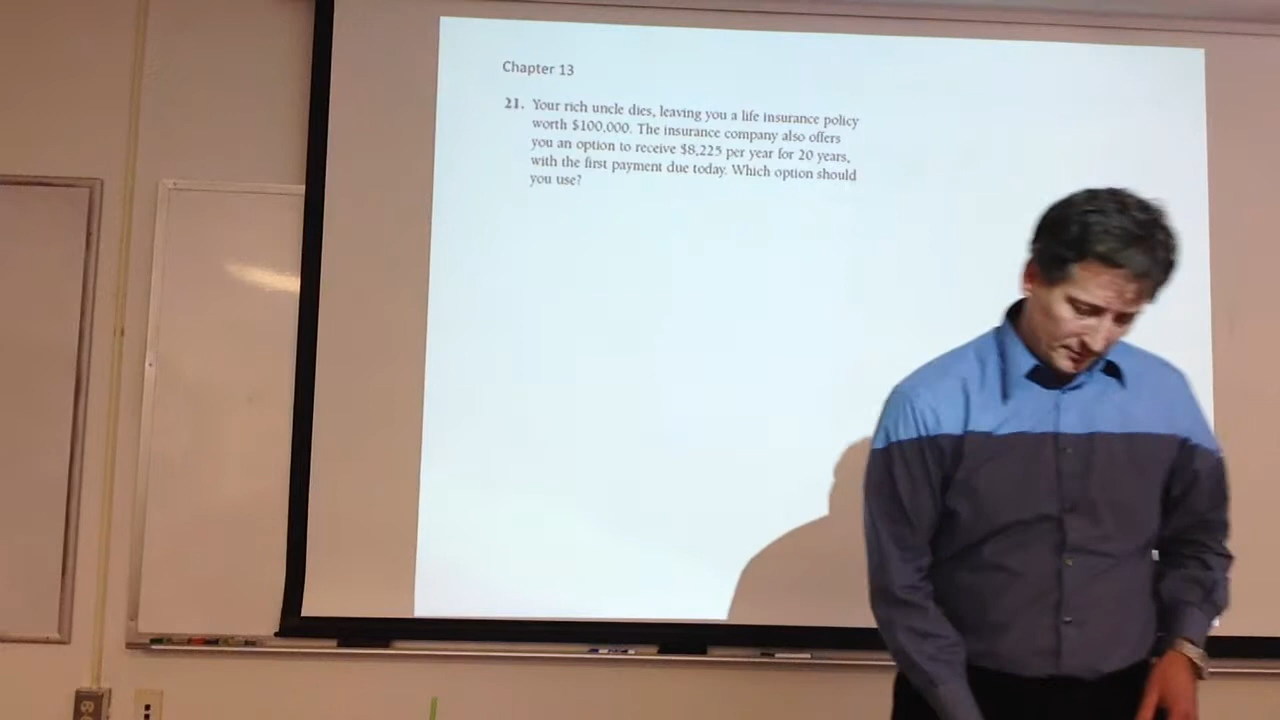 Chapter 13
21. Your rich uncle dies, leaving you a life insurance policy
worth $100,000. The insurance company also offers
you an option to receive $8,225 per year for 20 years,
with the first payment due today. Which option should
you use?